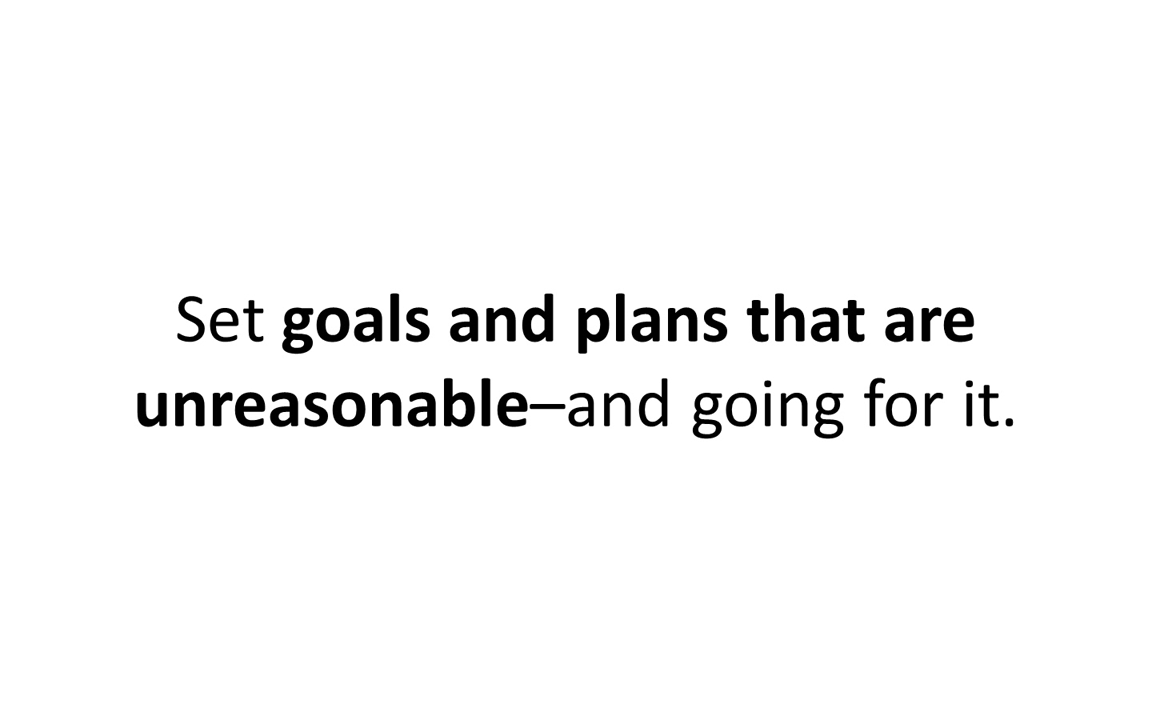 Set goals and plans that are
unreasonable–and going for it.